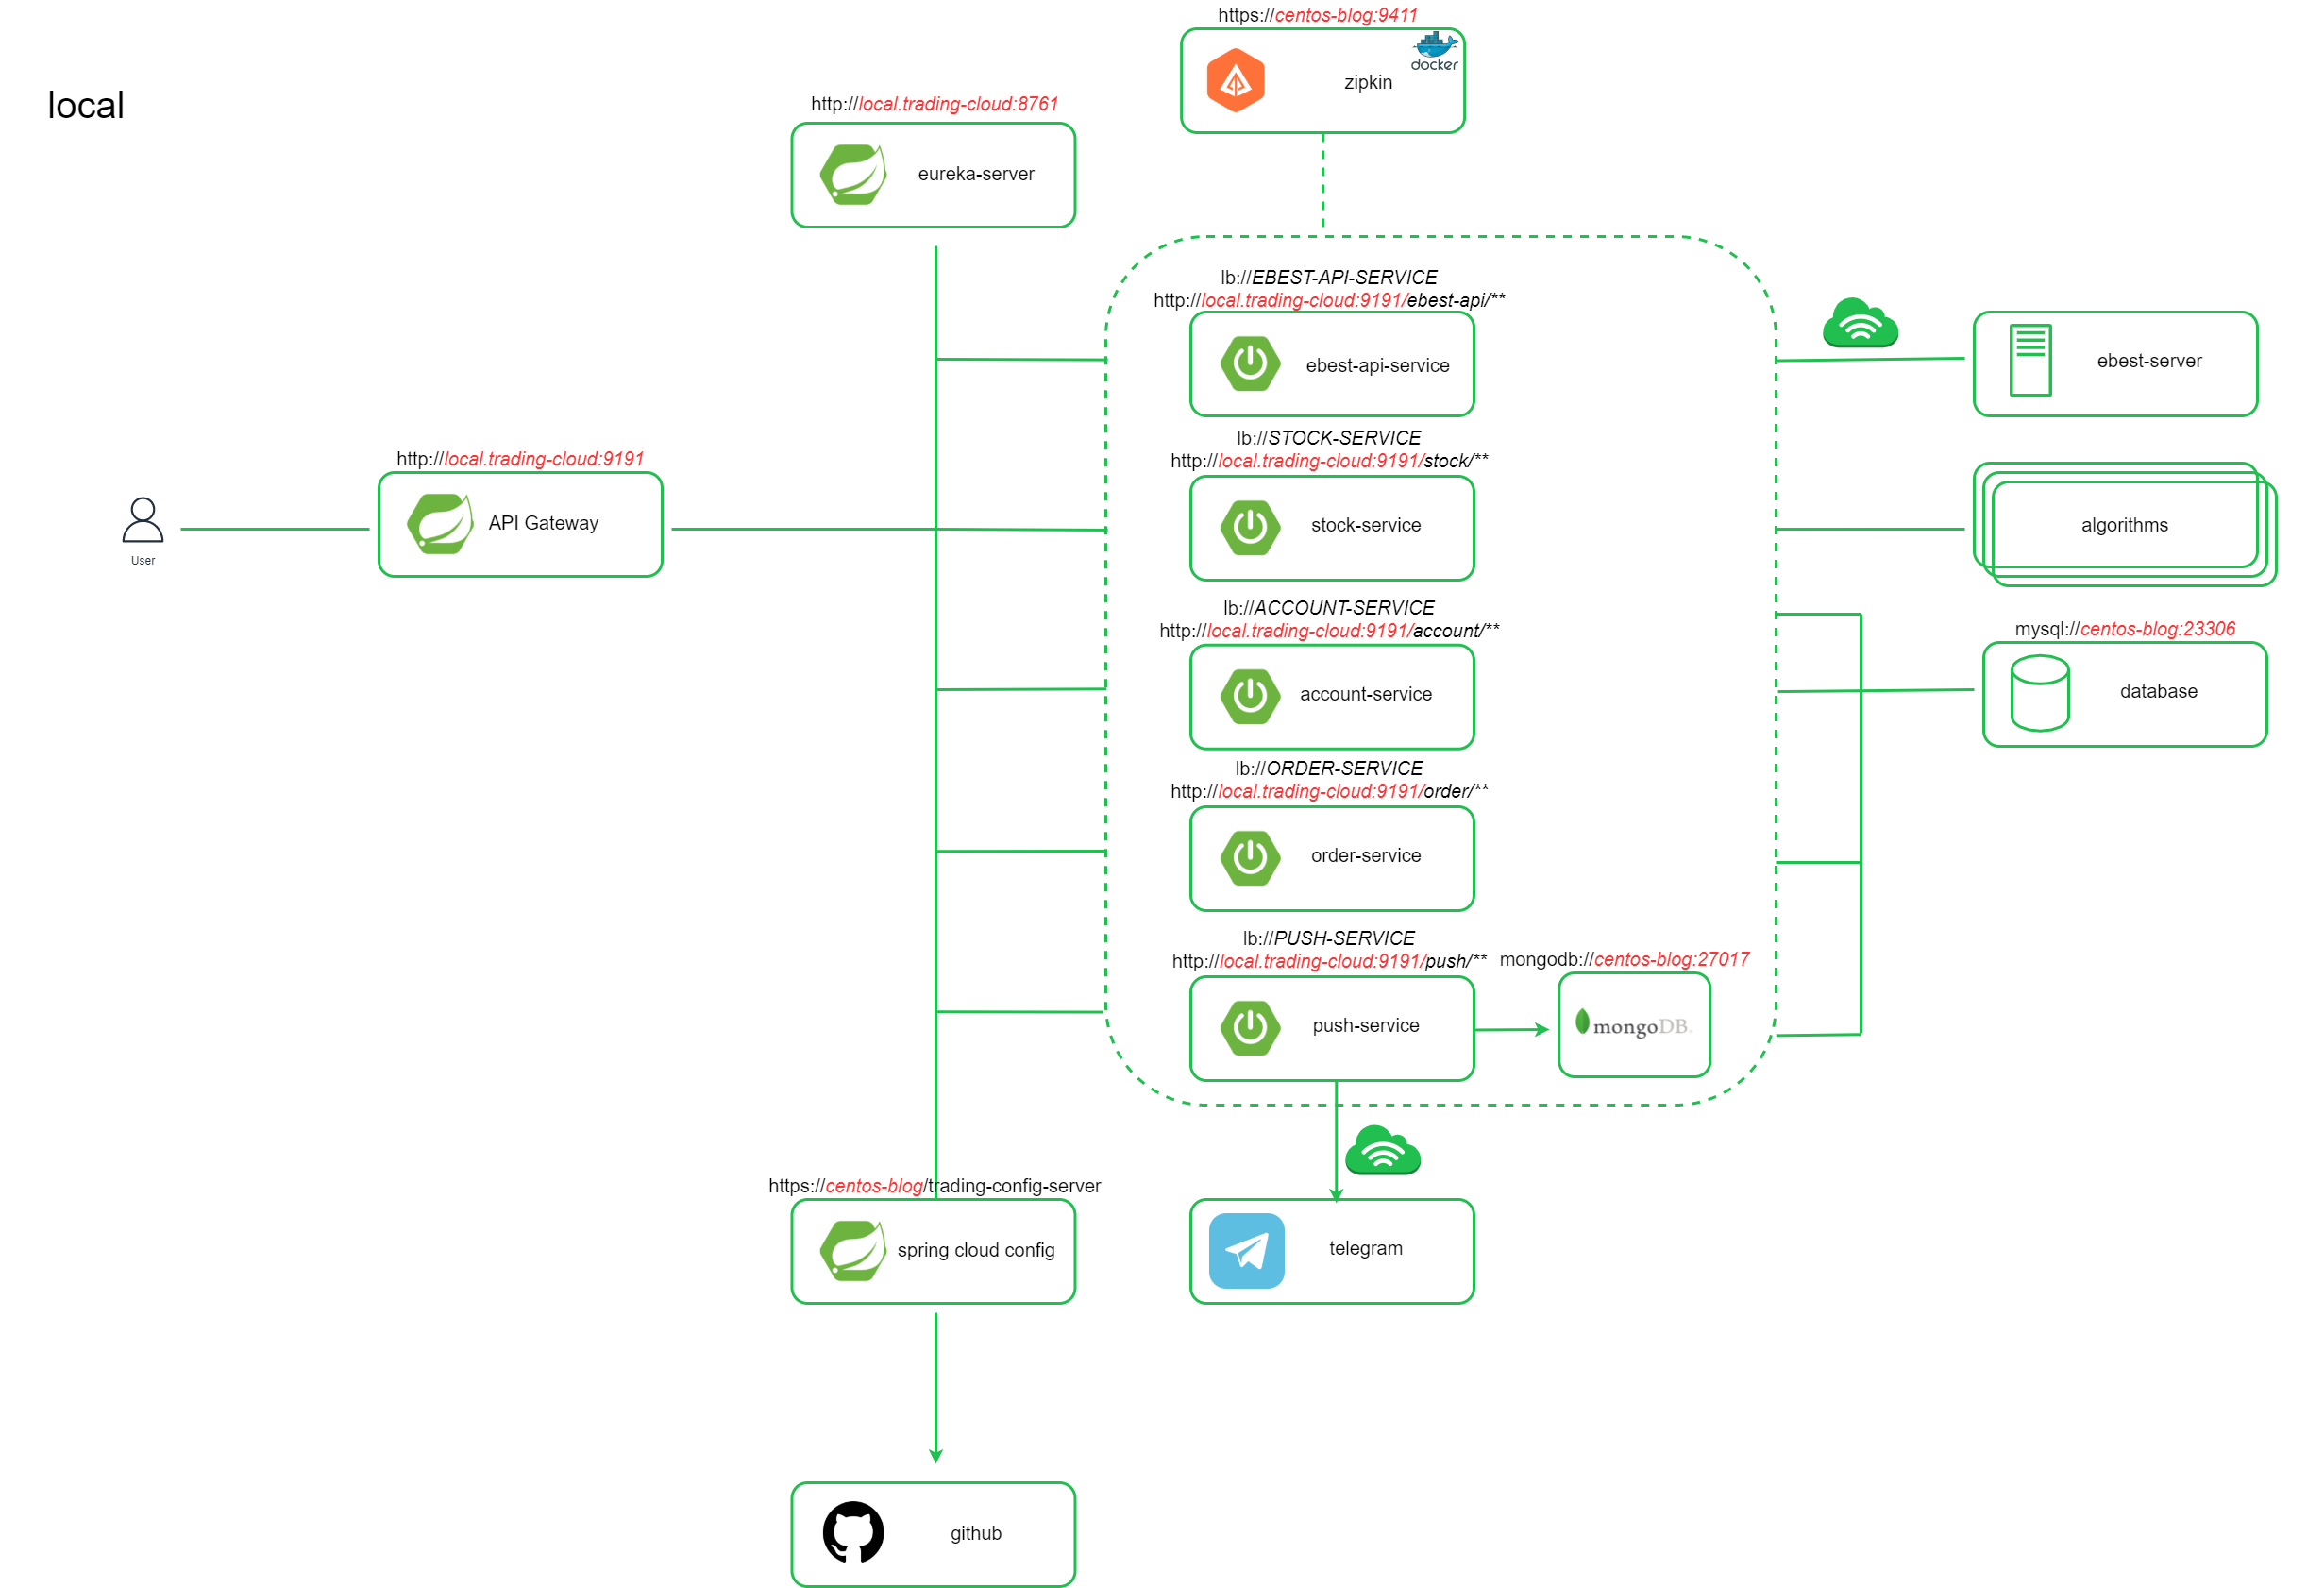 https://centos-blog:9411
docker
zipkin
local
http://local.trading-cloud:8761
eureka-server
lb://EBEST-API-SERVICE
http://local.trading-cloud:9191/ebest-api/**
ebest-api-service
ebest-server
lb://STOCK-SERVICE
http://local.trading-cloud:9191/stock/**
stock-service
http://local.trading-cloud:9191
API Gateway
User
algorithms
lb://ACCOUNT-SERVICE
http://local.trading-cloud:9191/account/**
account-service
mysql://centos-blog:23306
database
lb://ORDER-SERVICE
http://local.trading-cloud:9191/order/**
order-service
lb://PUSH-SERVICE
http://local.trading-cloud:9191/push/**
push-service
mongodb://centos-blog:27017
mongoDB.
https://centos-blog/trading-config-server
spring cloud config
telegram
github